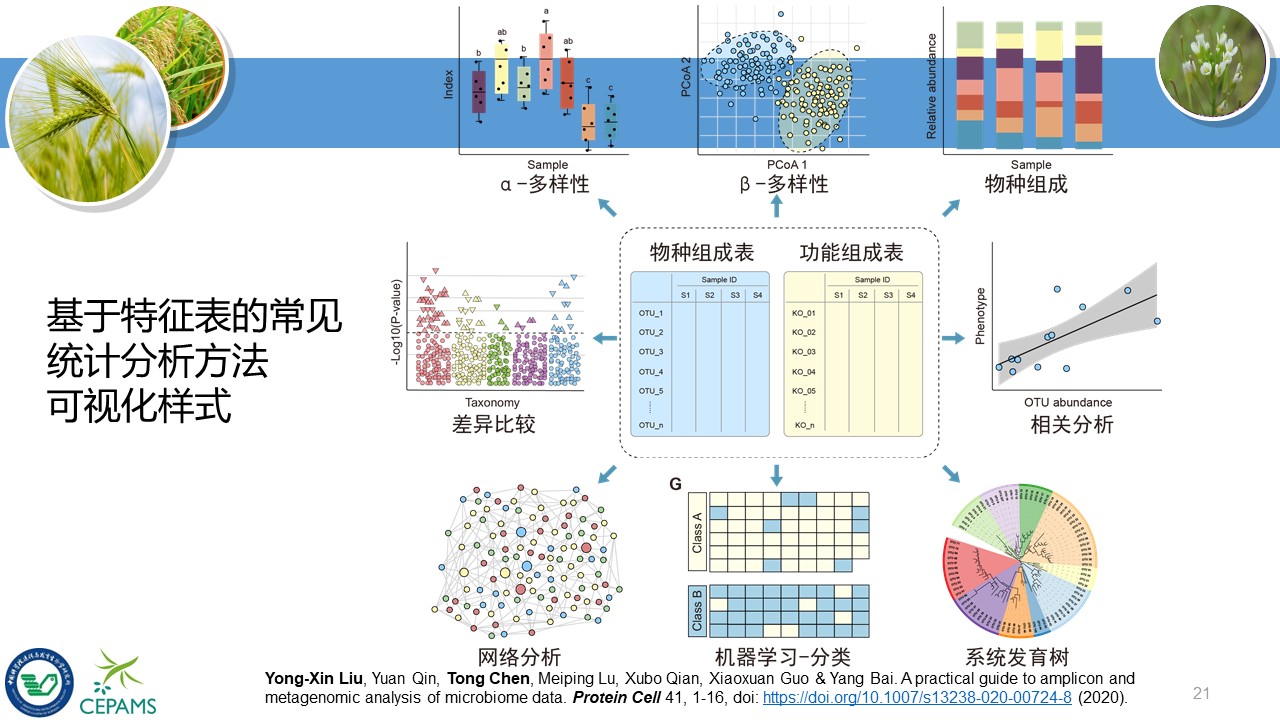 a
ab
ab
b
b
c
c
Index
Sample
α-多样性
PCoA 2
PCoA 1
β-多样性
Relative abundance
Sample
物种组成
基于特征表的常见
统计分析方法
可视化样式
-Log10(P-value)
Taxonomy
差异比较
物种组成表
Sample ID
S1 S2 S3 S4
OTU_1
OTU_2
OTU_3
OTU_4
OTU_5
OTU_n
功能组成表
Sample ID
S1 S2 S3 S4
KO_01
KO_02
KO_03
KO_04
KO_05
KO_n
Phenotype
OTU abundance
相关分析
网络分析
G
Class A
Class B
机器学习-分类
系统发育树
CEPAMS
Yong-Xin Liu, Yuan Qin, Tong Chen, Meiping Lu, Xubo Qian, Xiaoxuan Guo & Yang Bai. A practical guide to amplicon and
metagenomic analysis of microbiome data. Protein Cell 41, 1-16, doi: https://doi.org/10.1007/s13238-020-00724-8 (2020).
21